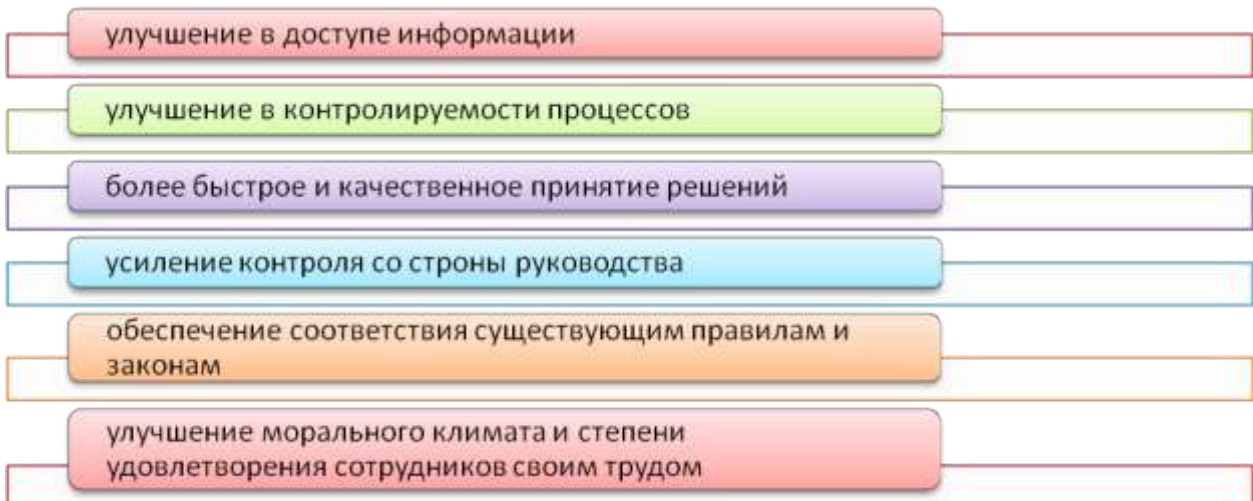 улучшение в доступе информации
улучшение в контролируемости процессов
более быстрое и качественное принятие решений
усиление контроля со строны руководства
обеспечение соответствия существующим правилам и
законам
улучшение морального климата и степени
удовлетворения сотрудников своим трудом